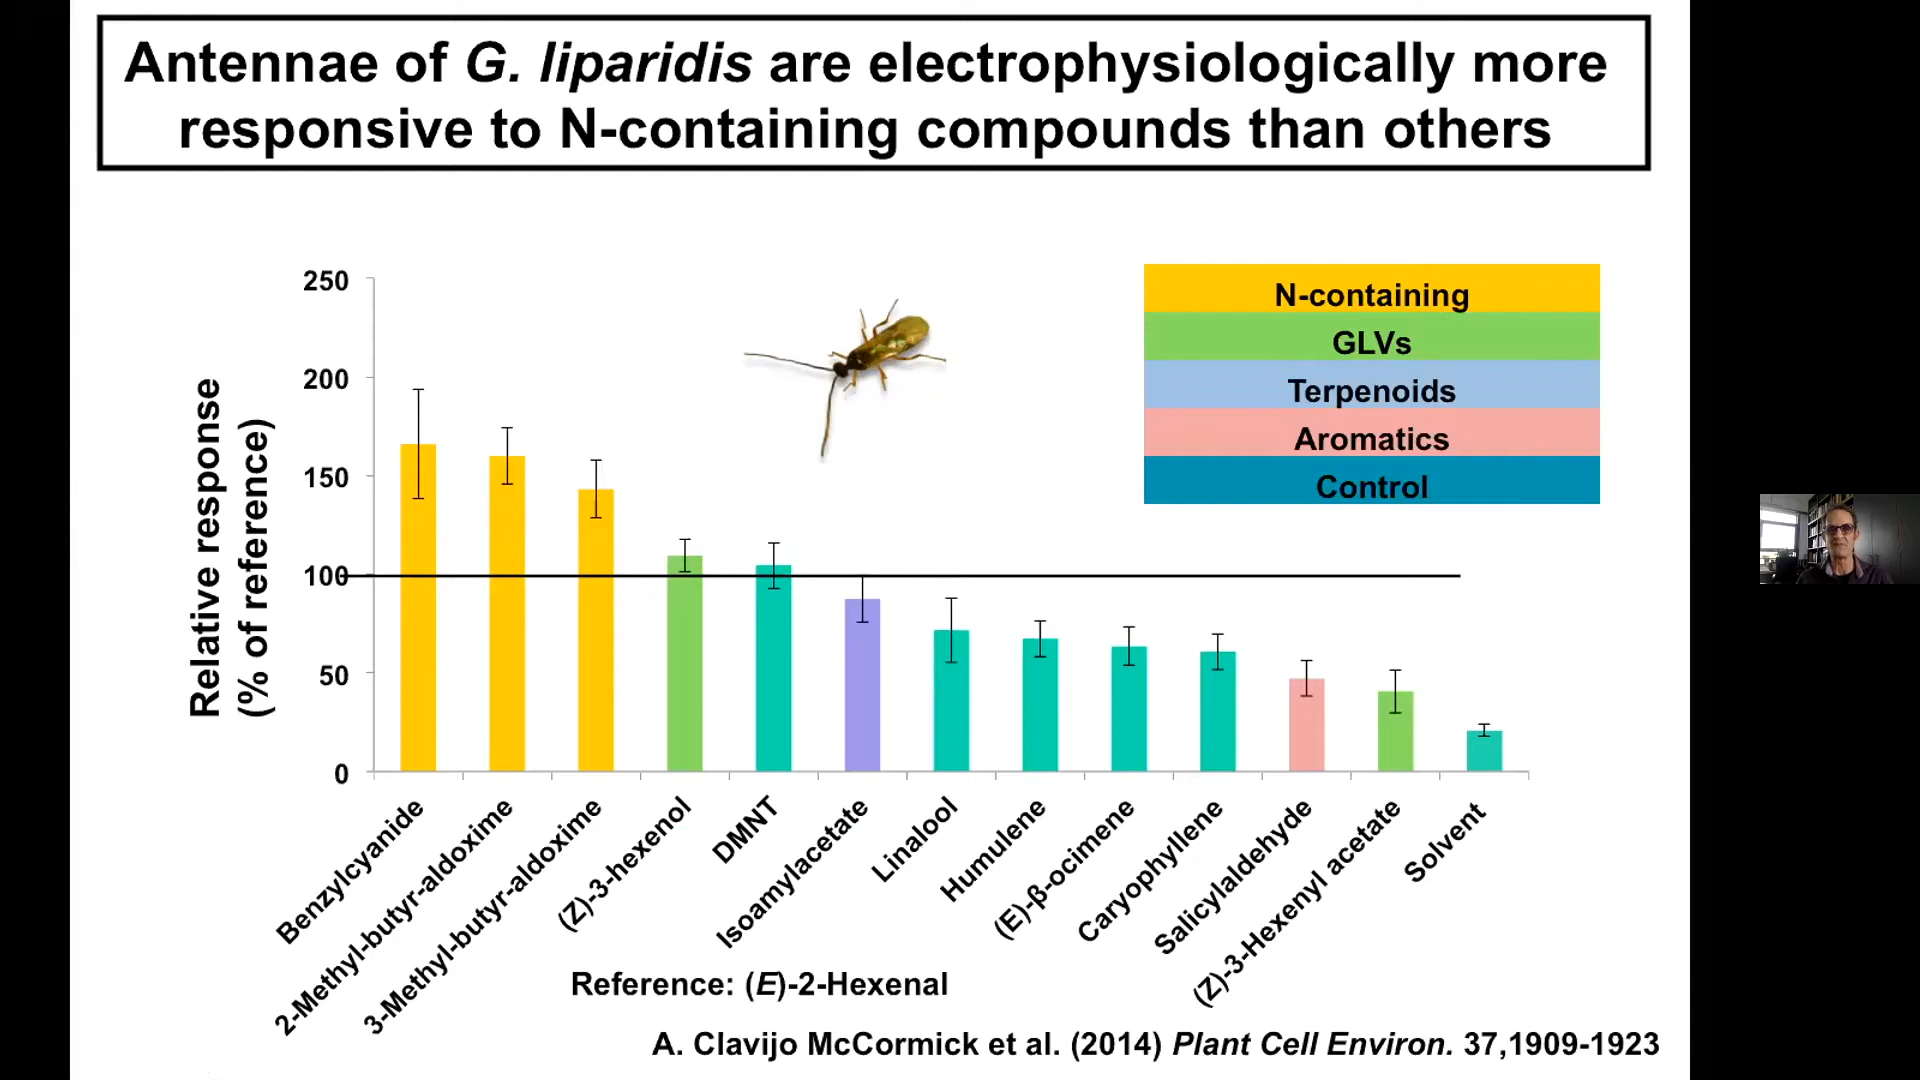 Antennae of G. liparidis are electrophysiologically more
responsive to N-containing compounds than others
Relative response
(% of reference)
250
200
150
100
50
0
N-containing
GLVs
Terpenoids
Aromatics
Control
Benzylcyanide
2-Methyl-butyr-aldoxime
3-Methyl-butyr-aldoxime
(Z)-3-hexenol
DMNT
Isoamylacetate
Linalool
Humulene
(E)-β-ocimene
Caryophyllene
Salicylaldehyde
(Z)-3-Hexenyl acetate
Solvent
Reference: (E)-2-Hexenal
A. Clavijo McCormick et al. (2014) Plant Cell Environ. 37,1909-1923